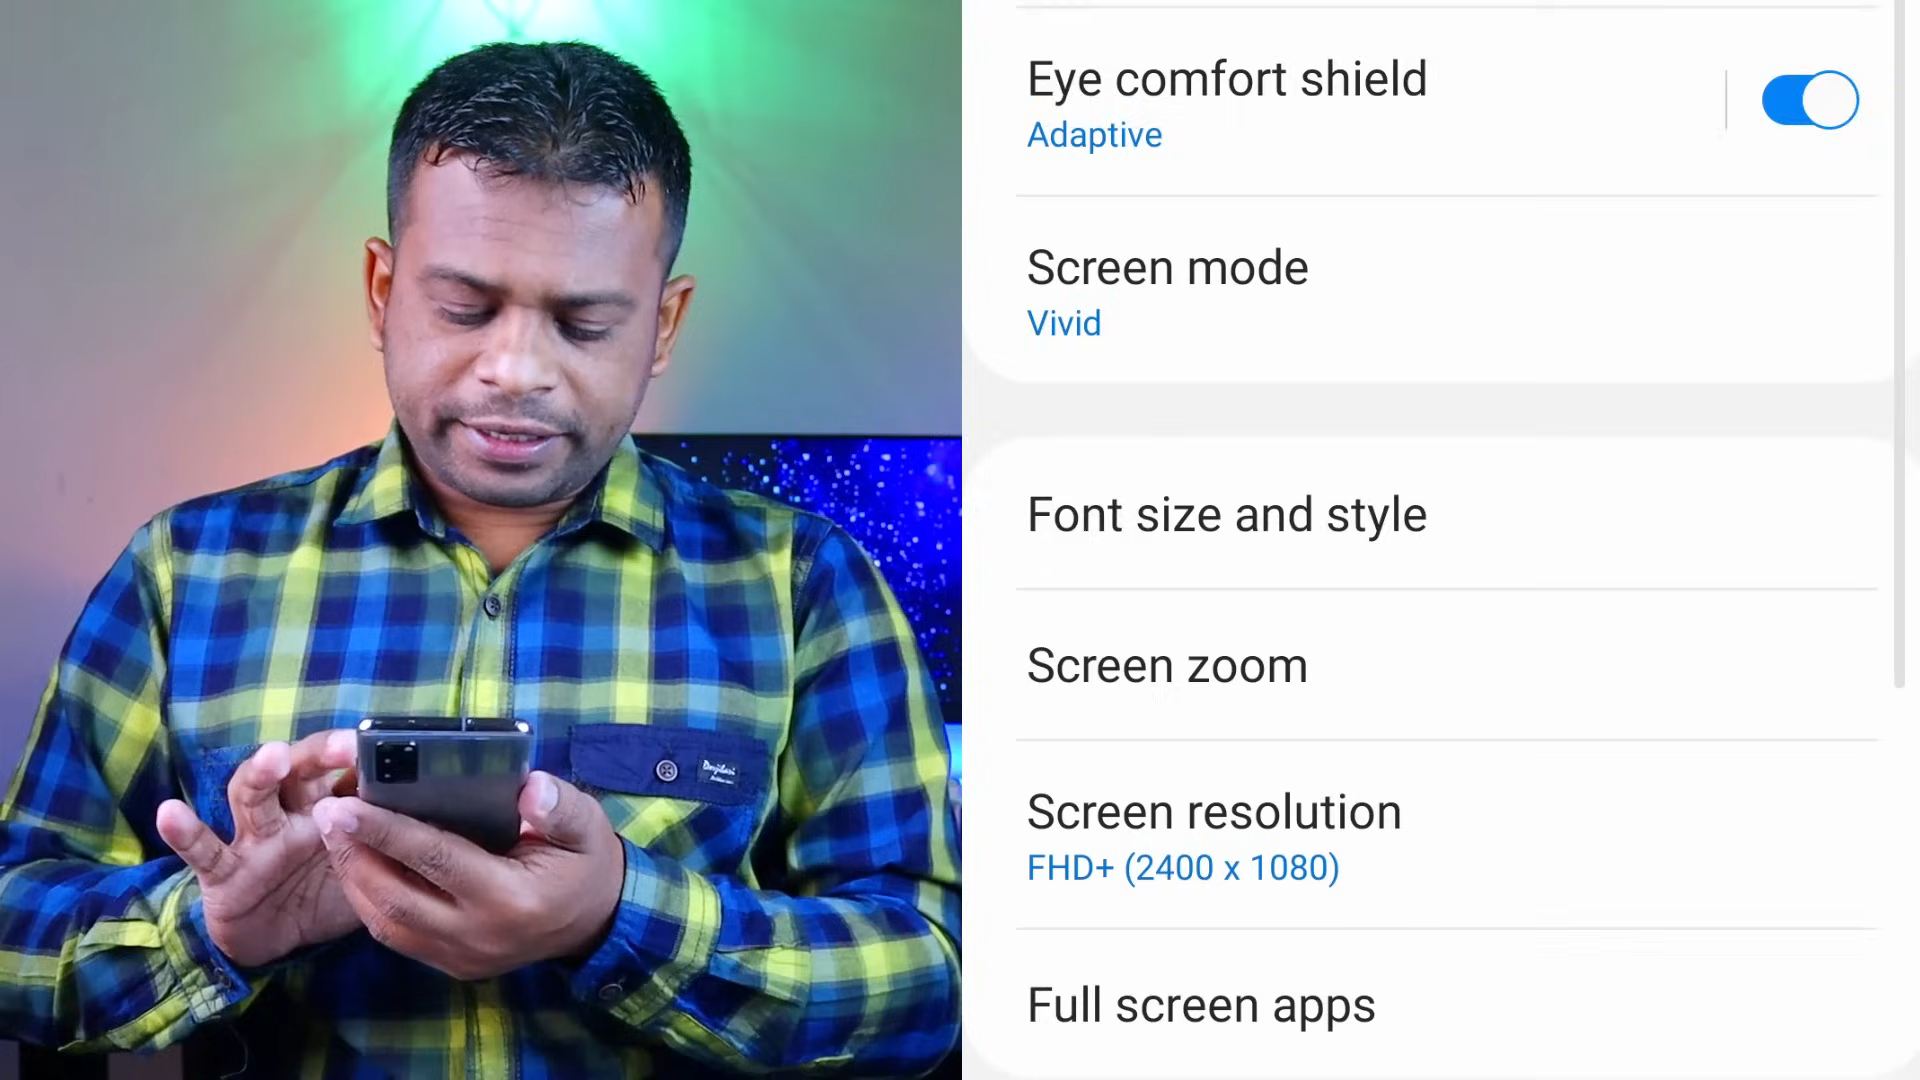 Eye comfort shield
Adaptive
Screen mode
Vivid
Font size and style
Screen zoom
Screen resolution
FHD+ (2400 x 1080)
Full screen apps